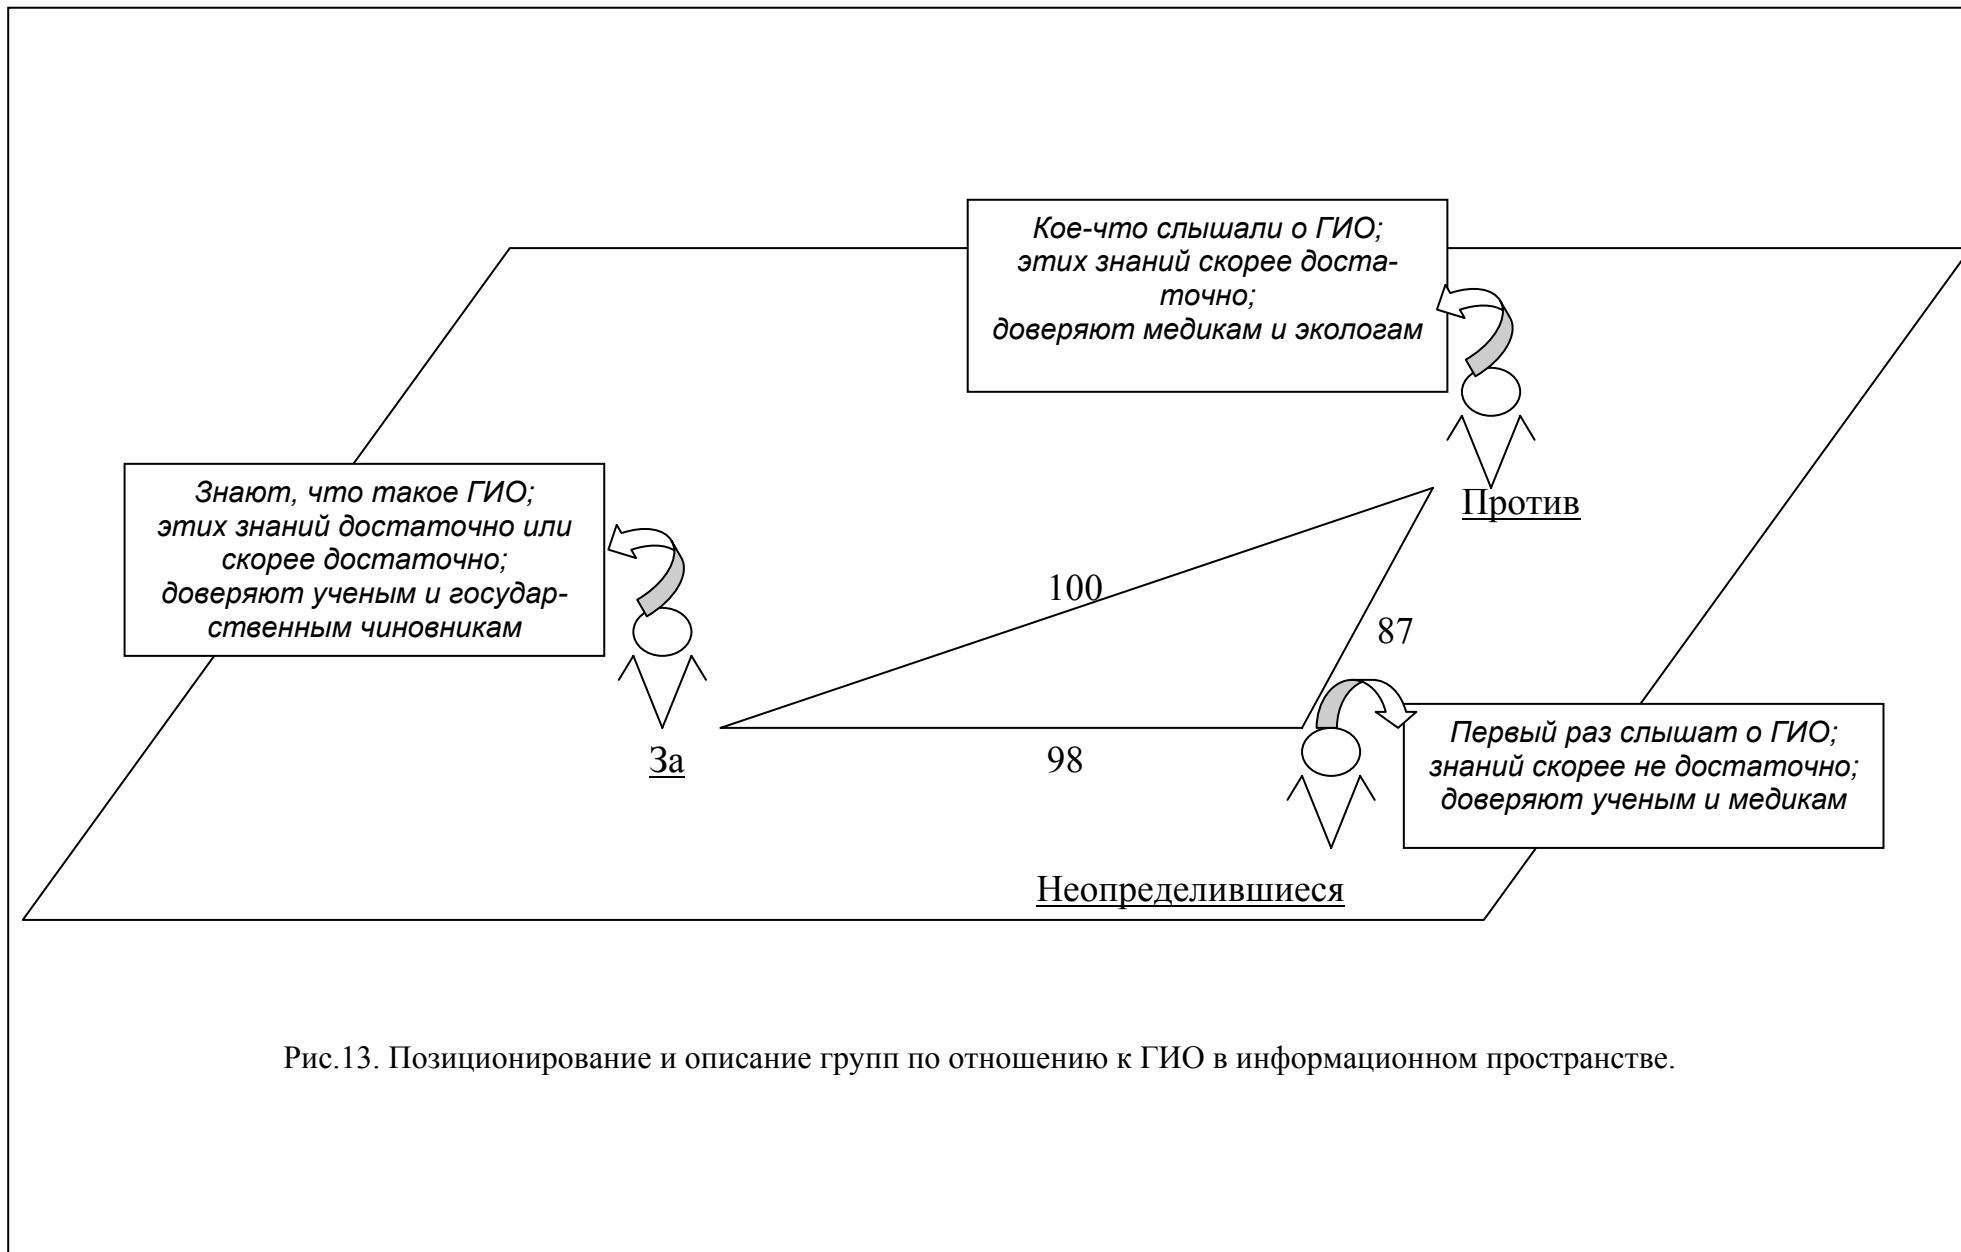 Кое-что слышали о ГИО;
этих знаний скорее доста-
точно;
доверяют медикам и экологам
Против
Знают, что такое ГИО;
этих знаний достаточно или
скорее достаточно;
доверяют ученым и государ-
ственным чиновникам
За
100
87
98
Первый раз слышат о ГИО;
знаний скорее не достаточно;
доверяют ученым и медикам
Неопределившиеся
Рис.13. Позиционирование и описание групп по отношению к ГИО в информационном пространстве.